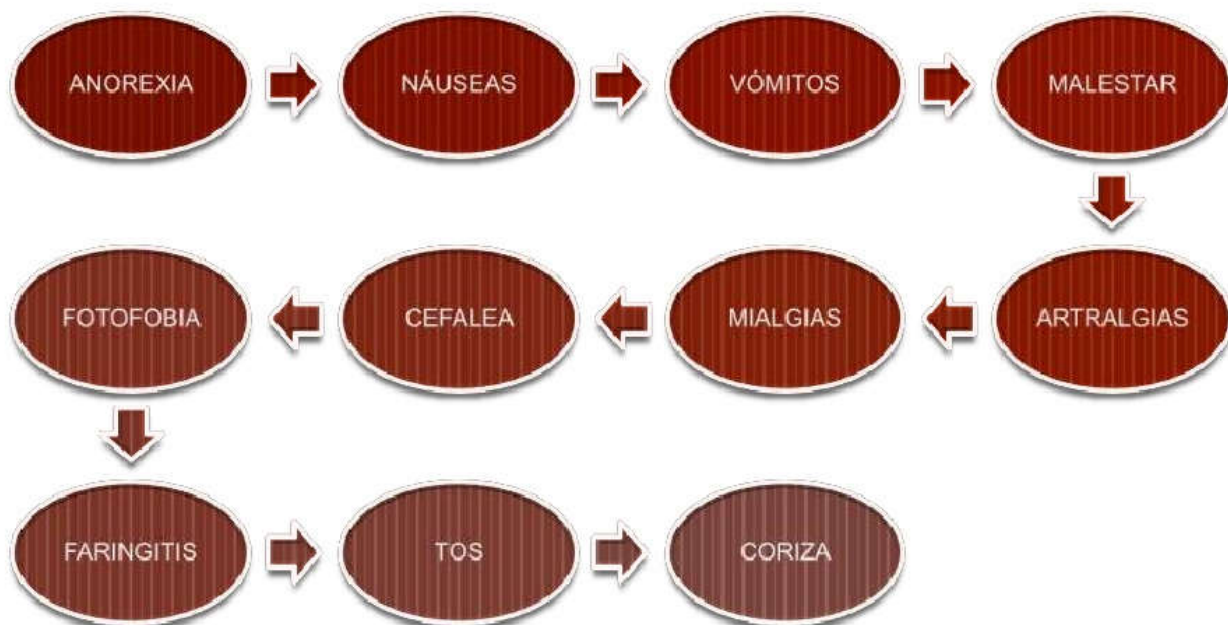 ANOREXIA
NÁUSEAS
VÓMITOS
MALESTAR
ARTRALGIAS
MIALGIAS
CEFALEA
FOTOFOBIA
FARINGITIS
TOS
CORIZA